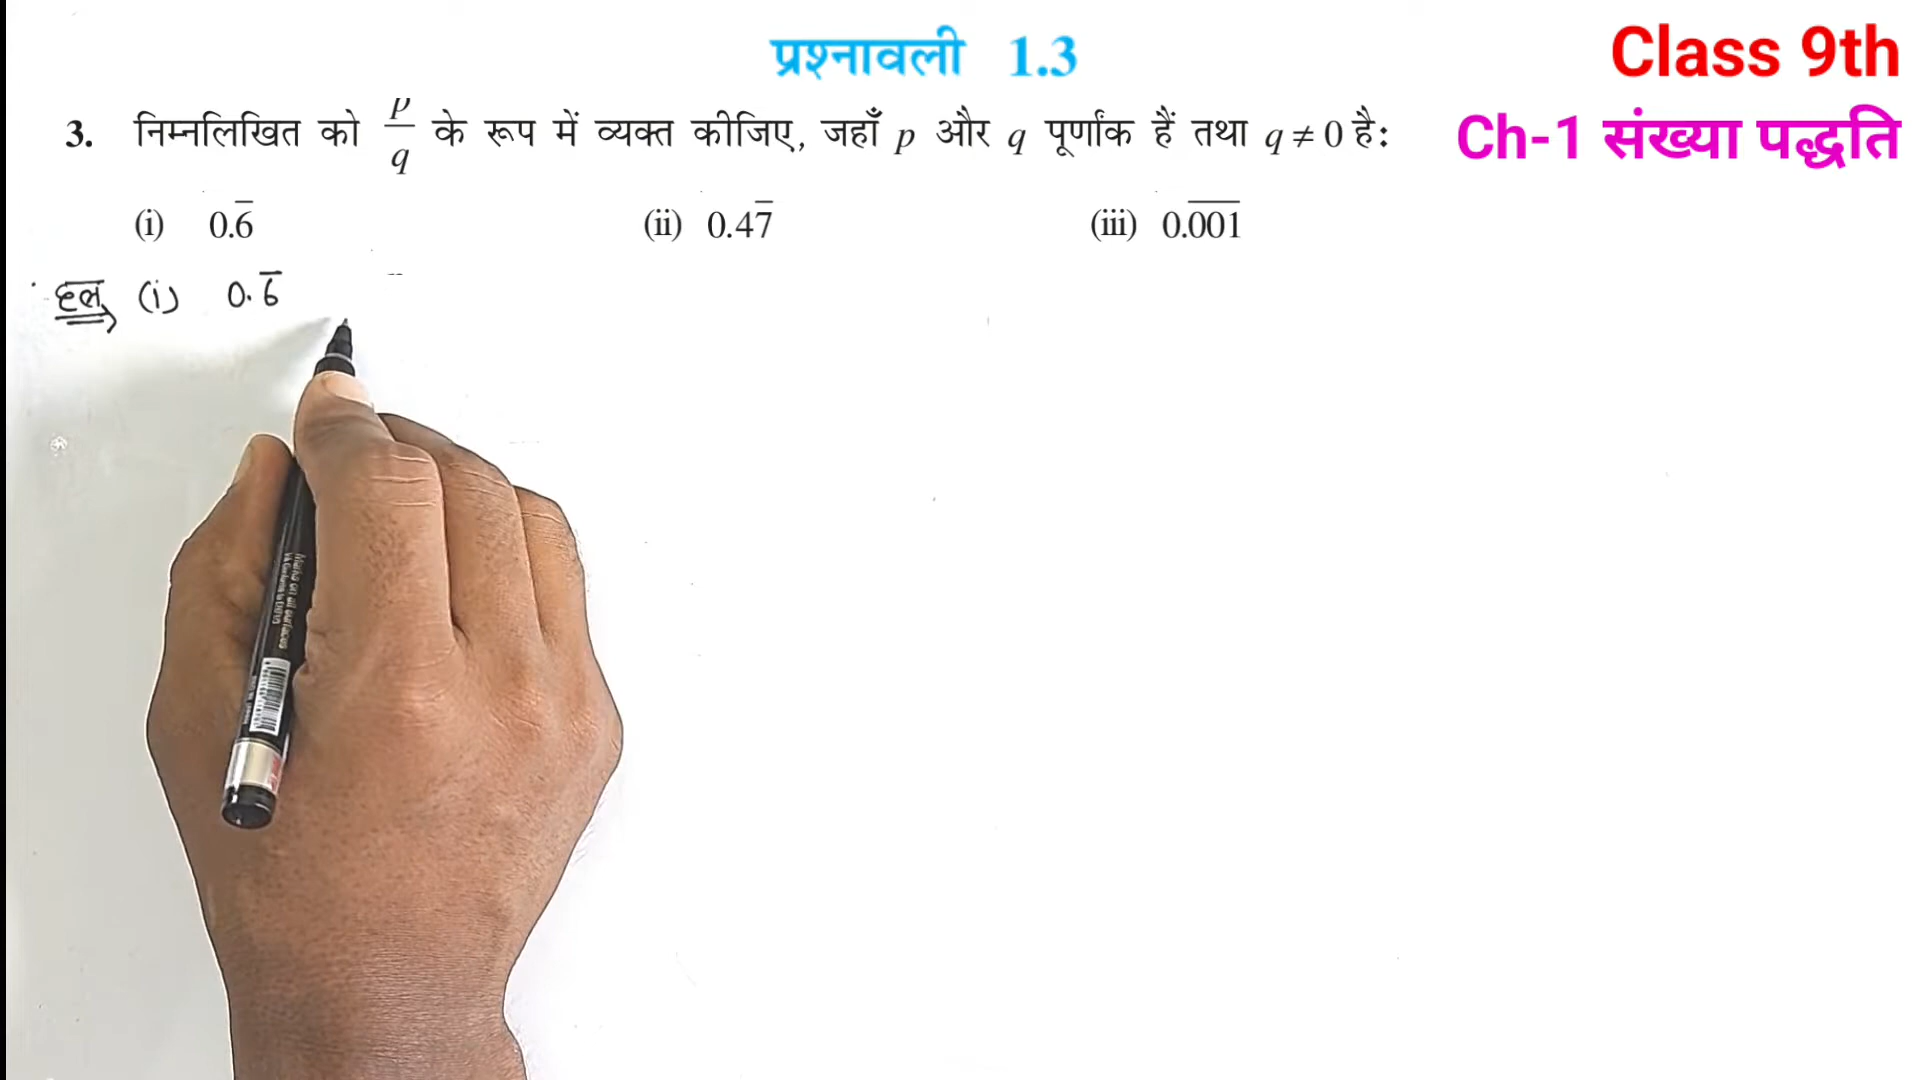 प्रश्नावली 1.3
Class 9th
Ch-1 संख्या पद्धति
3. निम्नलिखित को p/q के रूप में व्यक्त कीजिए, जहाँ p और q पूर्णांक हैं तथा q ≠ 0 है:
(i) 0.6̅ (ii) 0.47̅ (iii) 0.0̅0̅1̅
हल (i) 0.6̅